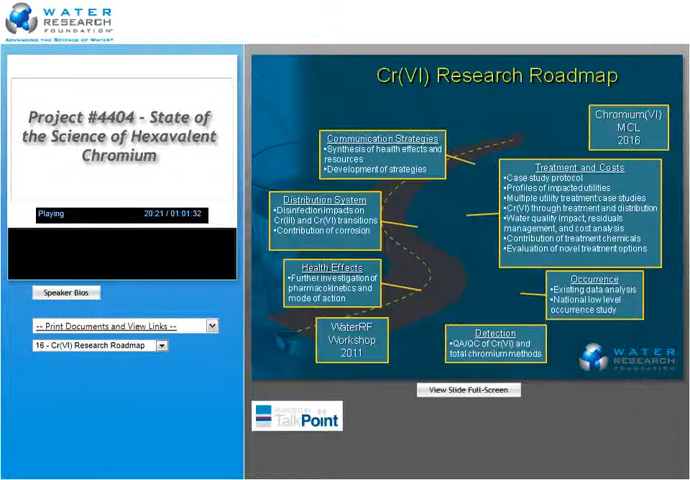 WATER
RESEARCH
FOUNDATION
ADVANCING THE SCIENCE OF WATER
Project #4404 - State of
the Science of Hexavalent
Chromium
Playing 20:21 / 01:01:32
Speaker Bios
-- Print Documents and View Links --
16 - Cr(VI) Research Roadmap
Cr(VI) Research Roadmap
Chromium(VI)
MCL
2016
Communication Strategies
•Synthesis of health effects and
resources
•Development of strategies
Treatment and Costs
•Case study protocol
•Profiles of impacted utilities
•Multiple utility treatment case studies
•Cr(VI) through treatment and distribution
•Water quality impact, residuals
management, and cost analysis
•Contribution of treatment chemicals
•Evaluation of novel treatment options
Distribution System
•Disinfection impacts on
Cr(III) and Cr(VI) transitions
•Contribution of corrosion
Health Effects
•Further investigation of
pharmacokinetics and
mode of action
Occurrence
•Existing data analysis
•National low level
occurrence study
WaterRF
Workshop
2011
Detection
•QA/QC of Cr(VI) and
total chromium methods
WATER
RESEARCH
FOUNDATION
View Slide Full-Screen
POWERED BY
TalkPoint